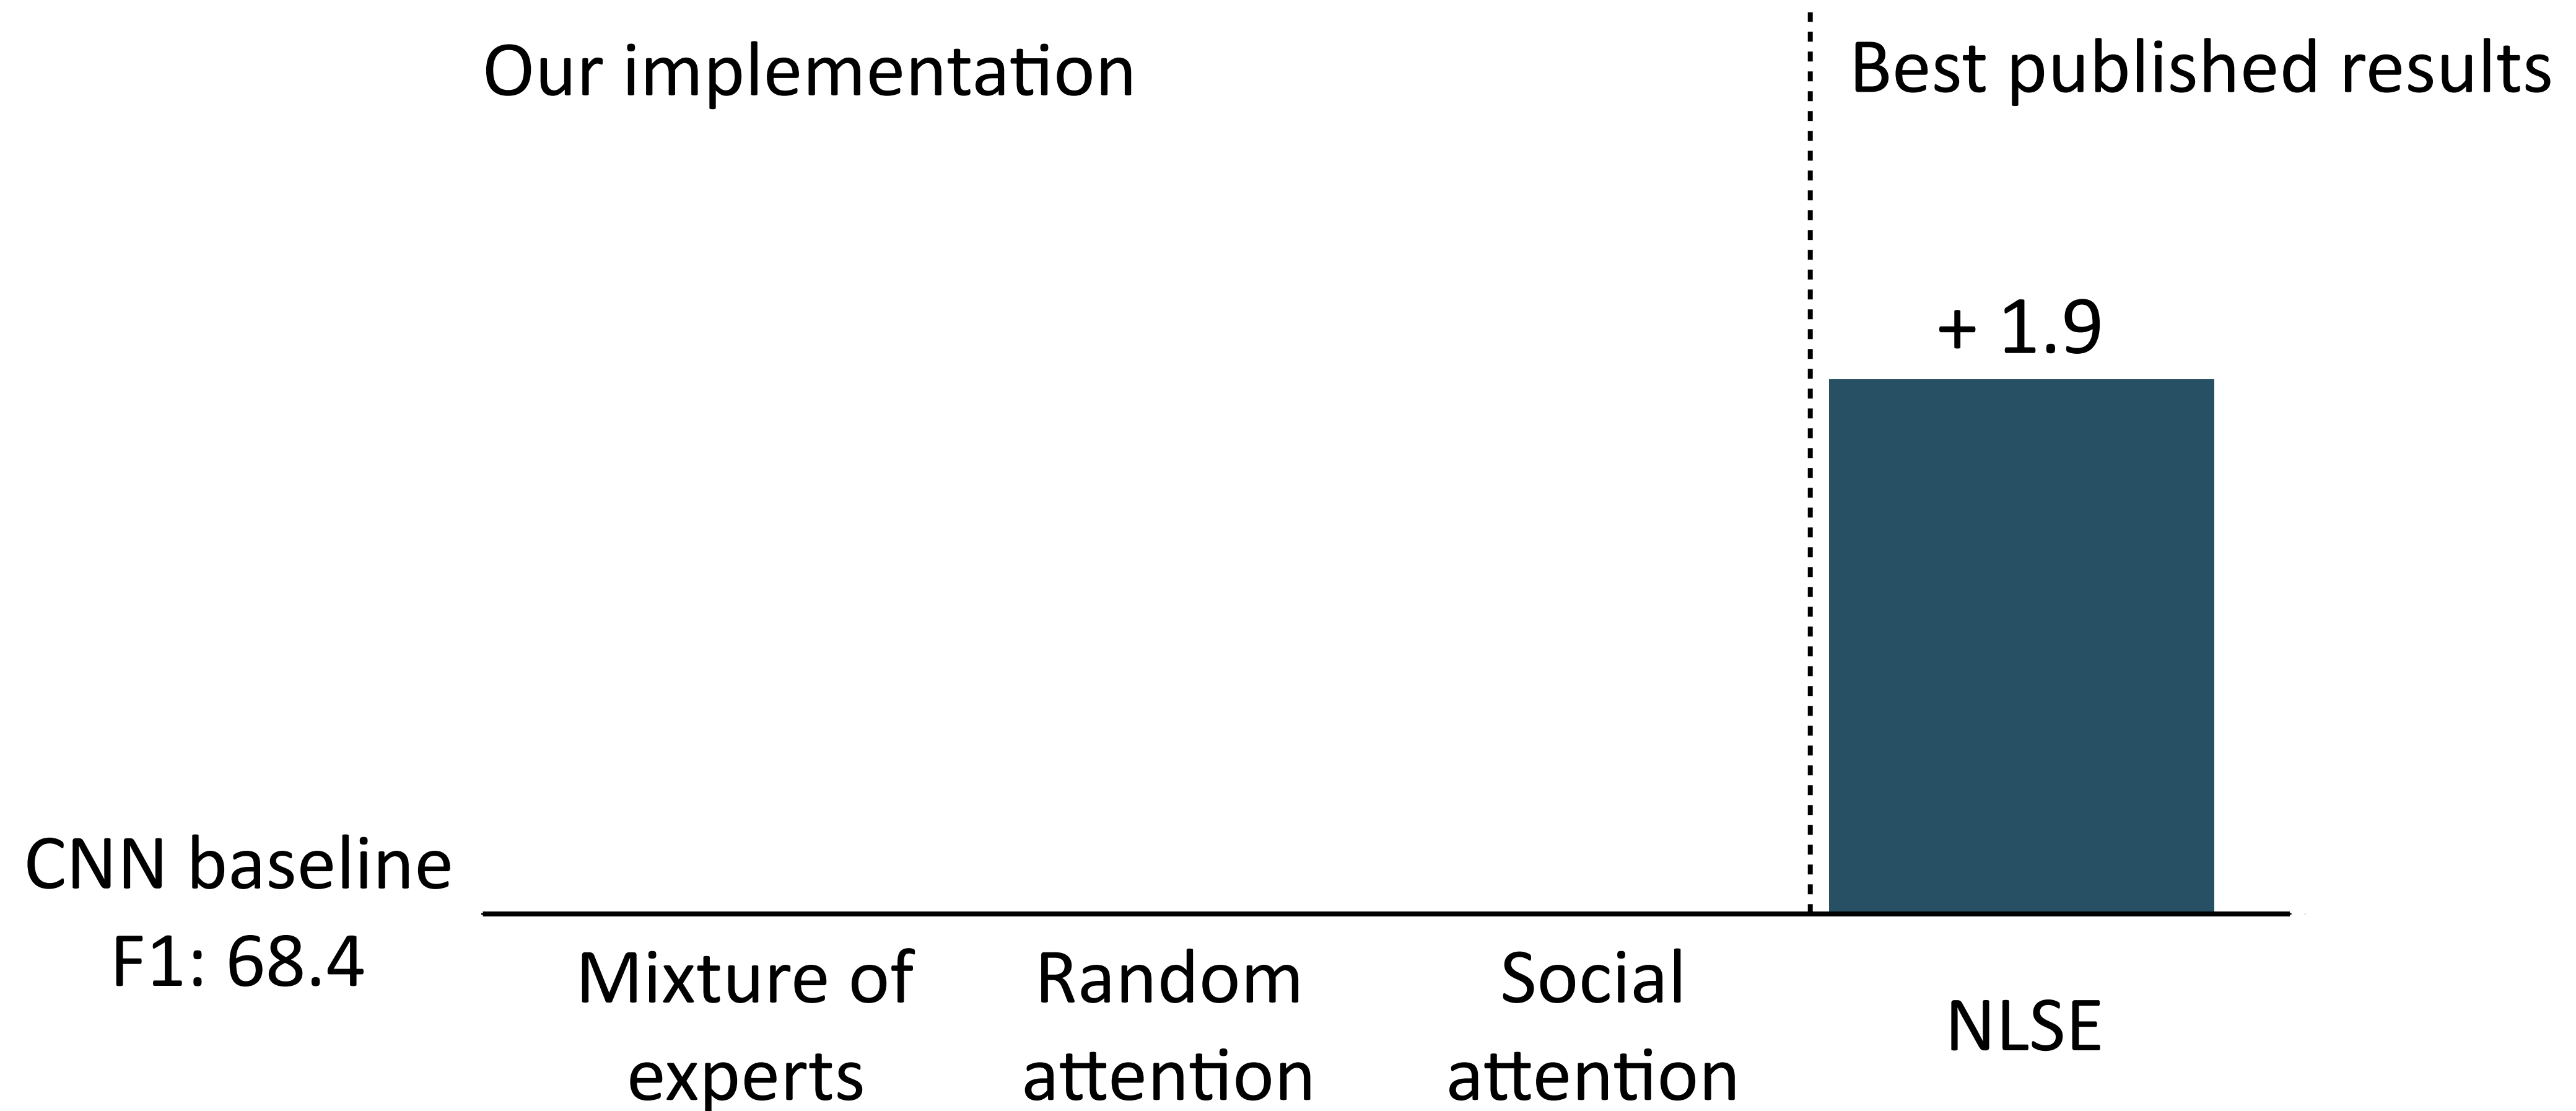 Our implementation
Best published results
+ 1.9
CNN baseline
F1: 68.4
Mixture of
experts
Random
attention
Social
attention
NLSE